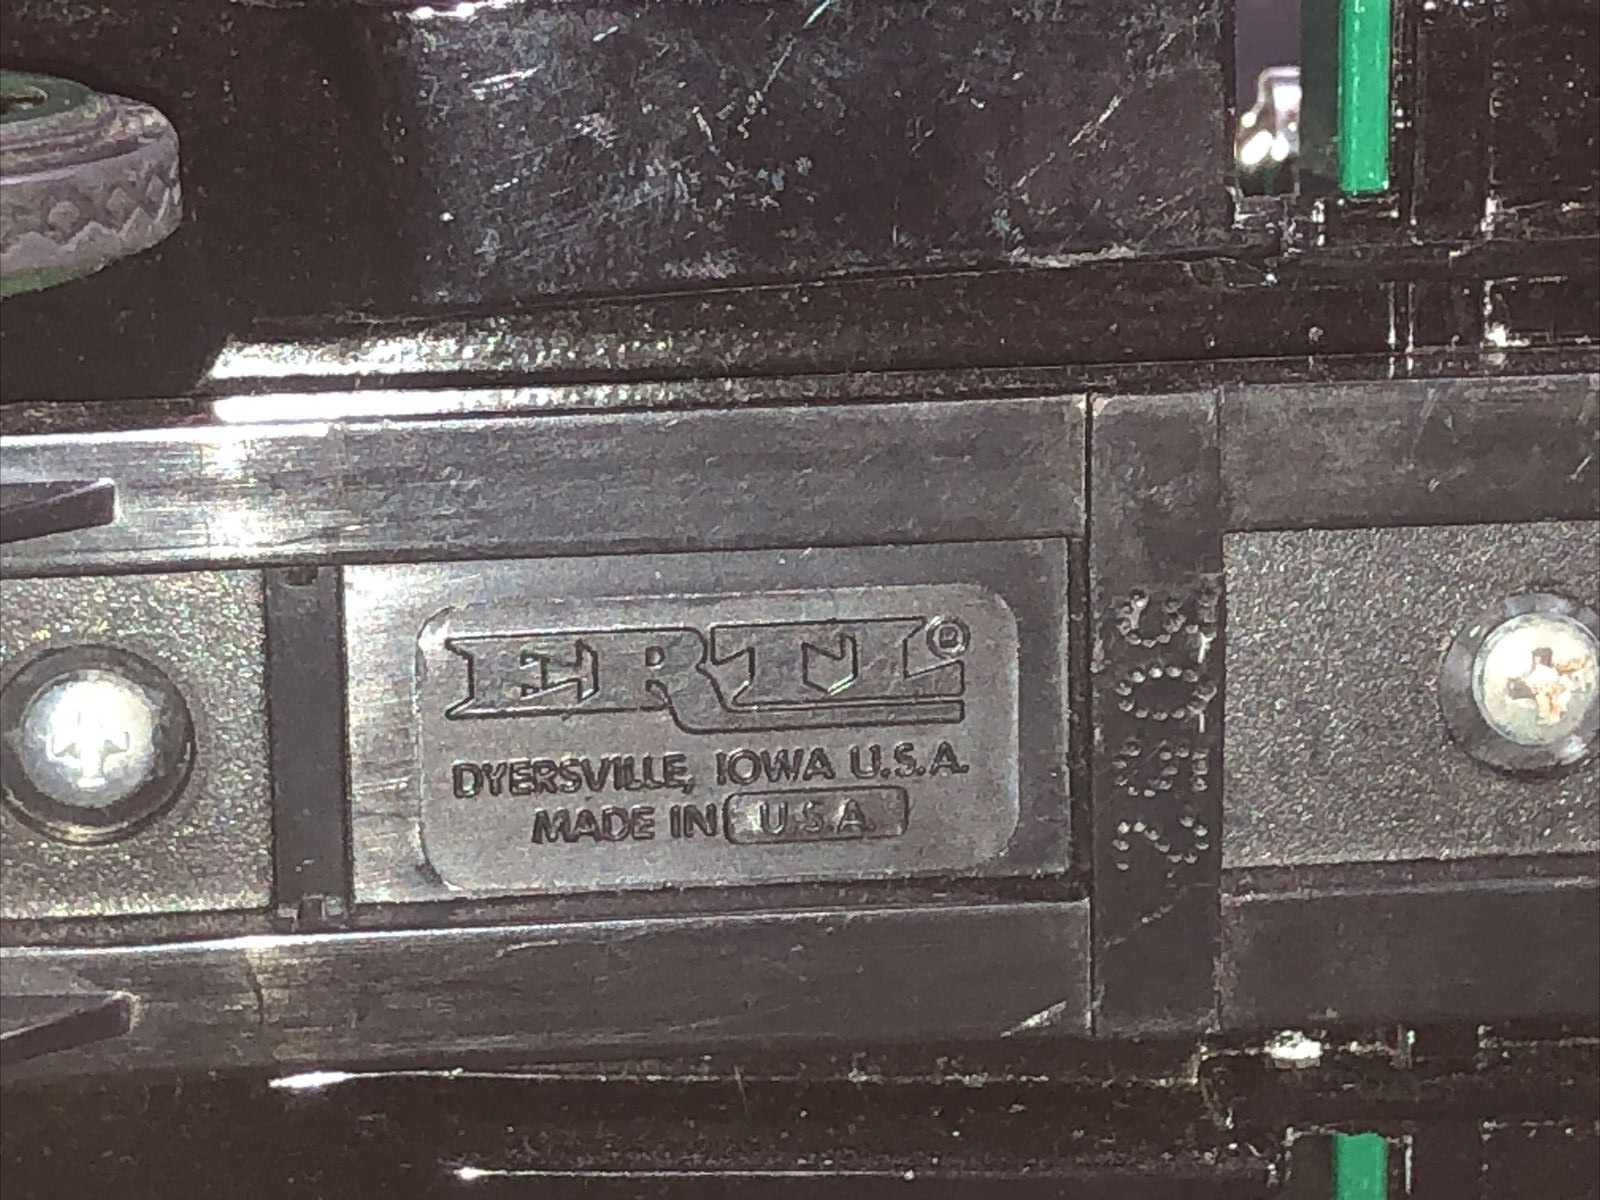 ERTL®
DYERSVILLE, IOWA U.S.A.
MADE IN U.S.A.